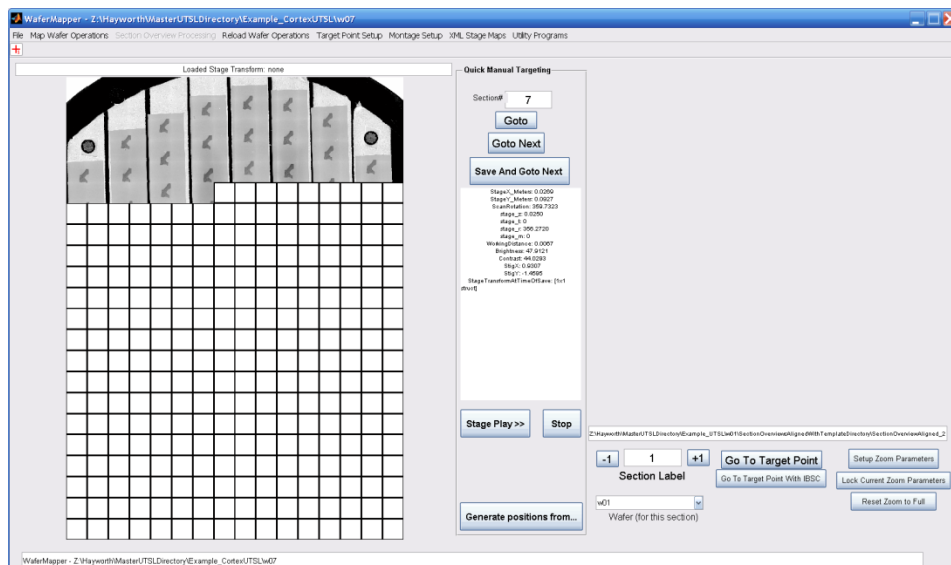 WaferMapper - Z:\Hayworth\MasterUTSLDirectory\Example_CortexUTSL\w07
File Map Wafer Operations Section Overview Processing Reload Wafer Operations Target Point Setup Montage Setup XML Stage Maps Utility Programs
Loaded Stage Transform: none
Quick Manual Targeting
Section# 7
Goto
Goto Next
Save And Goto Next
StageX_Meters: 0.0269
StageY_Meters: 0.0927
ScanRotation: 359.7323
stage_z: 0.0250
stage_t: 0
stage_r: 356.2720
stage_m: 0
WorkingDistance: 0.0067
Brightness: 47.9121
Contrast: 44.0293
StigX: 0.9307
StigY: -1.4695
StageTransformAtTimeOfSave: [1x1
struct]
Stage Play >> Stop
Z:\Hayworth\MasterUTSLDirectory\Example_UTSL\w01\SectionOverviewsAlignedWithTemplateDirectory\SectionOverviewAligned_2
-1 1 +1 Go To Target Point Setup Zoom Parameters
Section Label Go To Target Point With IBSC Lock Current Zoom Parameters
w01 Reset Zoom to Full
Generate positions from... Wafer (for this section)
WaferMapper - Z:\Hayworth\MasterUTSLDirectory\Example_CortexUTSL\w07